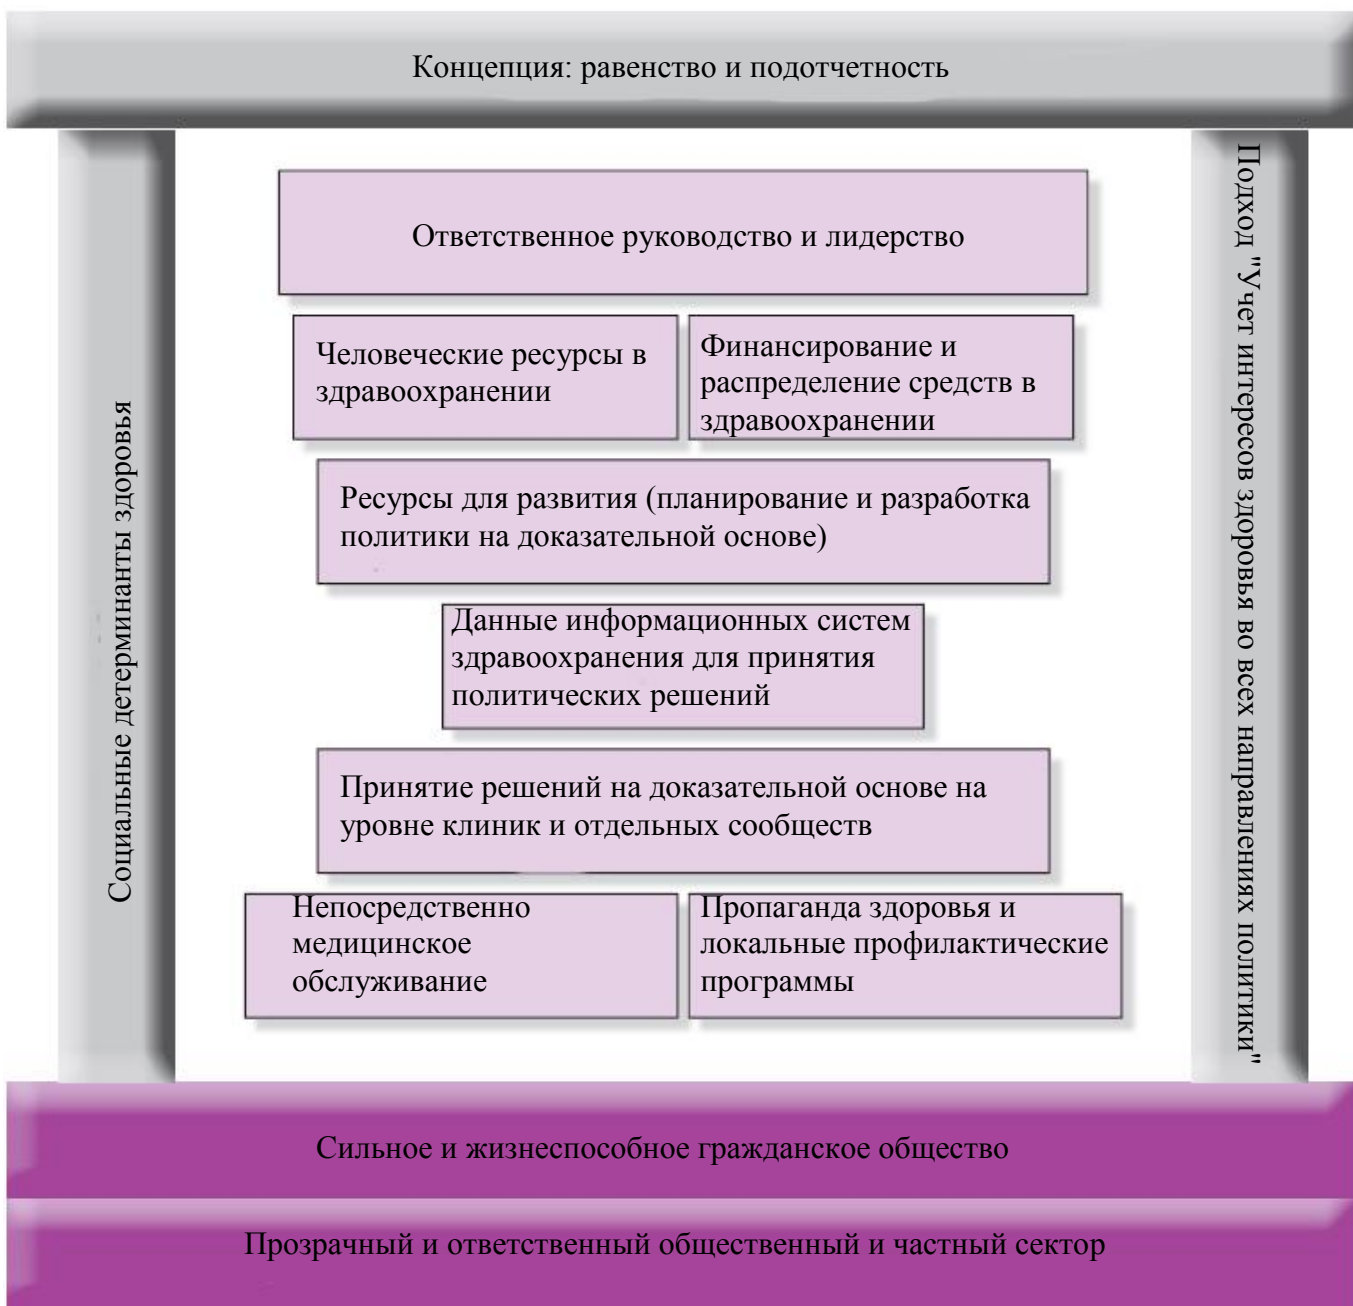 Концепция: равенство и подотчетность
Ответственное руководство и лидерство
Человеческие ресурсы в
здравоохранении
Финансирование и
распределение средств в
здравоохранении
Ресурсы для развития (планирование и разработка
политики на доказательной основе)
Данные информационных систем
здравоохранения для принятия
политических решений
Принятие решений на доказательной основе на
уровне клиник и отдельных сообществ
Непосредственно
медицинское
обслуживание
Пропаганда здоровья и
локальные профилактические
программы
Социальные детерминанты здоровья
Подход "Учет интересов здоровья во всех направлениях политики"
Сильное и жизнеспособное гражданское общество
Прозрачный и ответственный общественный и частный сектор